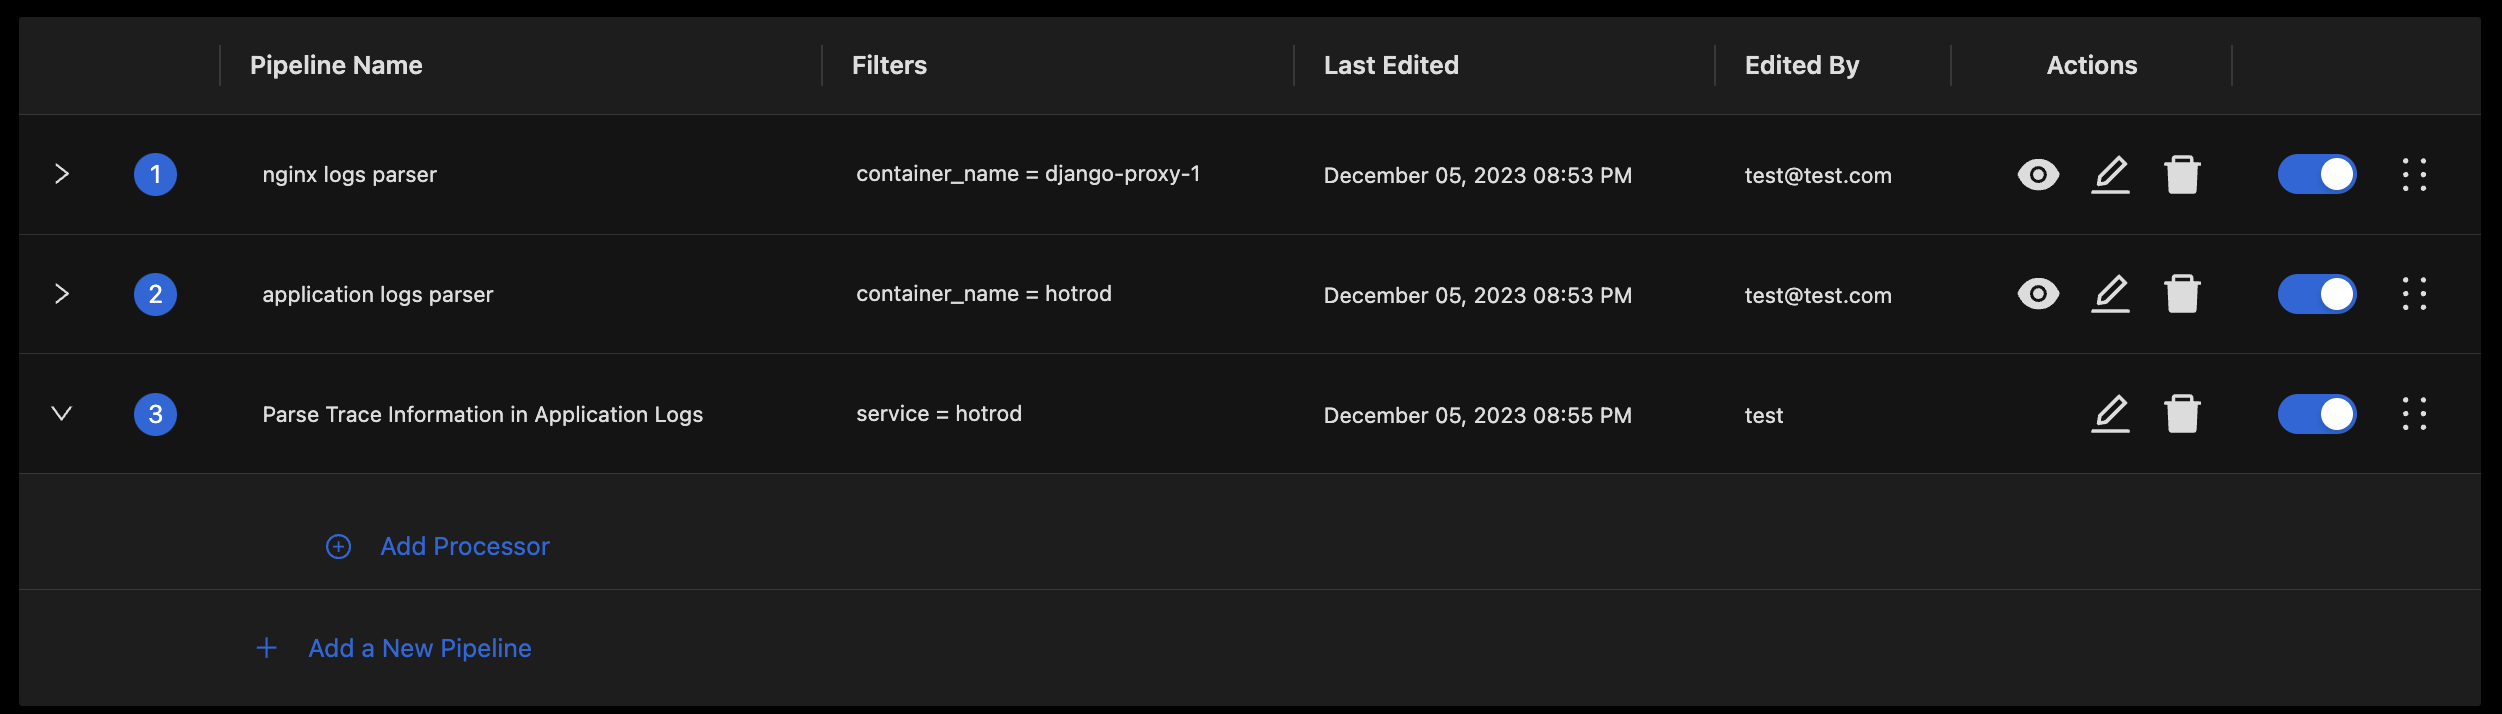 Pipeline Name Filters Last Edited Edited By Actions
1 nginx logs parser container_name = django-proxy-1 December 05, 2023 08:53 PM test@test.com
2 application logs parser container_name = hotrod December 05, 2023 08:53 PM test@test.com
3 Parse Trace Information in Application Logs service = hotrod December 05, 2023 08:55 PM test
Add Processor
Add a New Pipeline